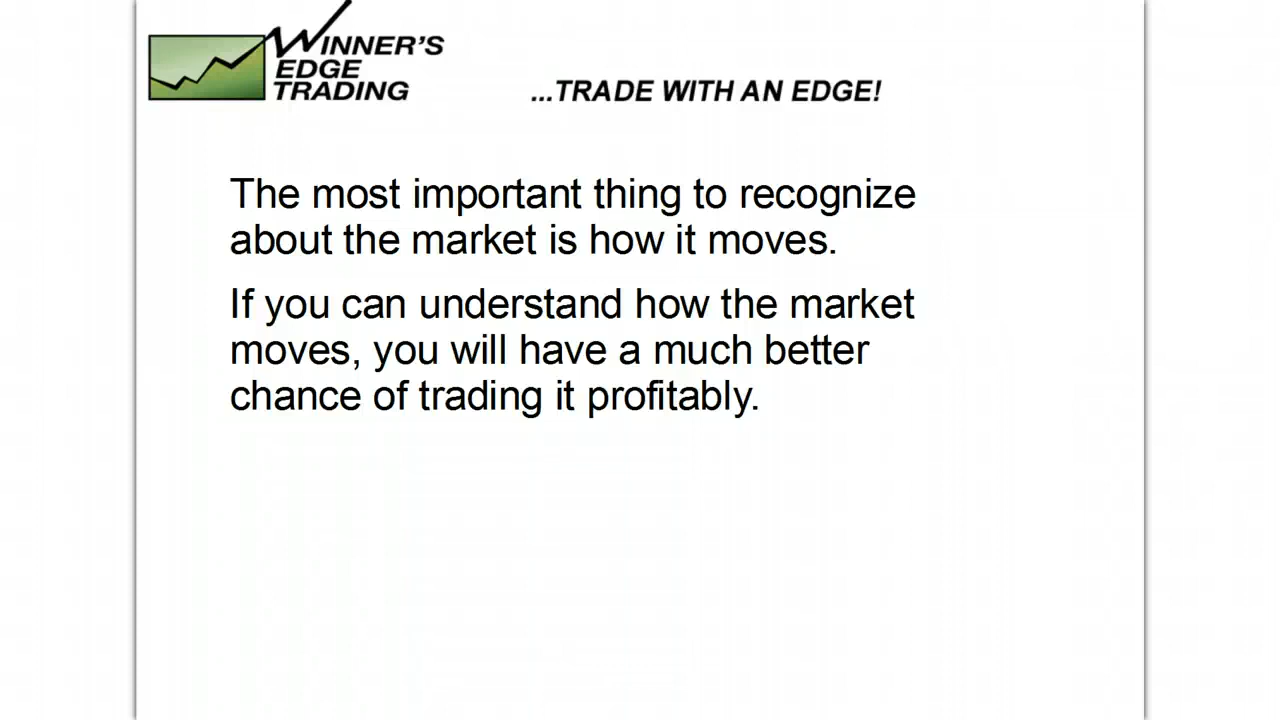 WINNER'S
EDGE
TRADING
...TRADE WITH AN EDGE!
The most important thing to recognize
about the market is how it moves.
If you can understand how the market
moves, you will have a much better
chance of trading it profitably.